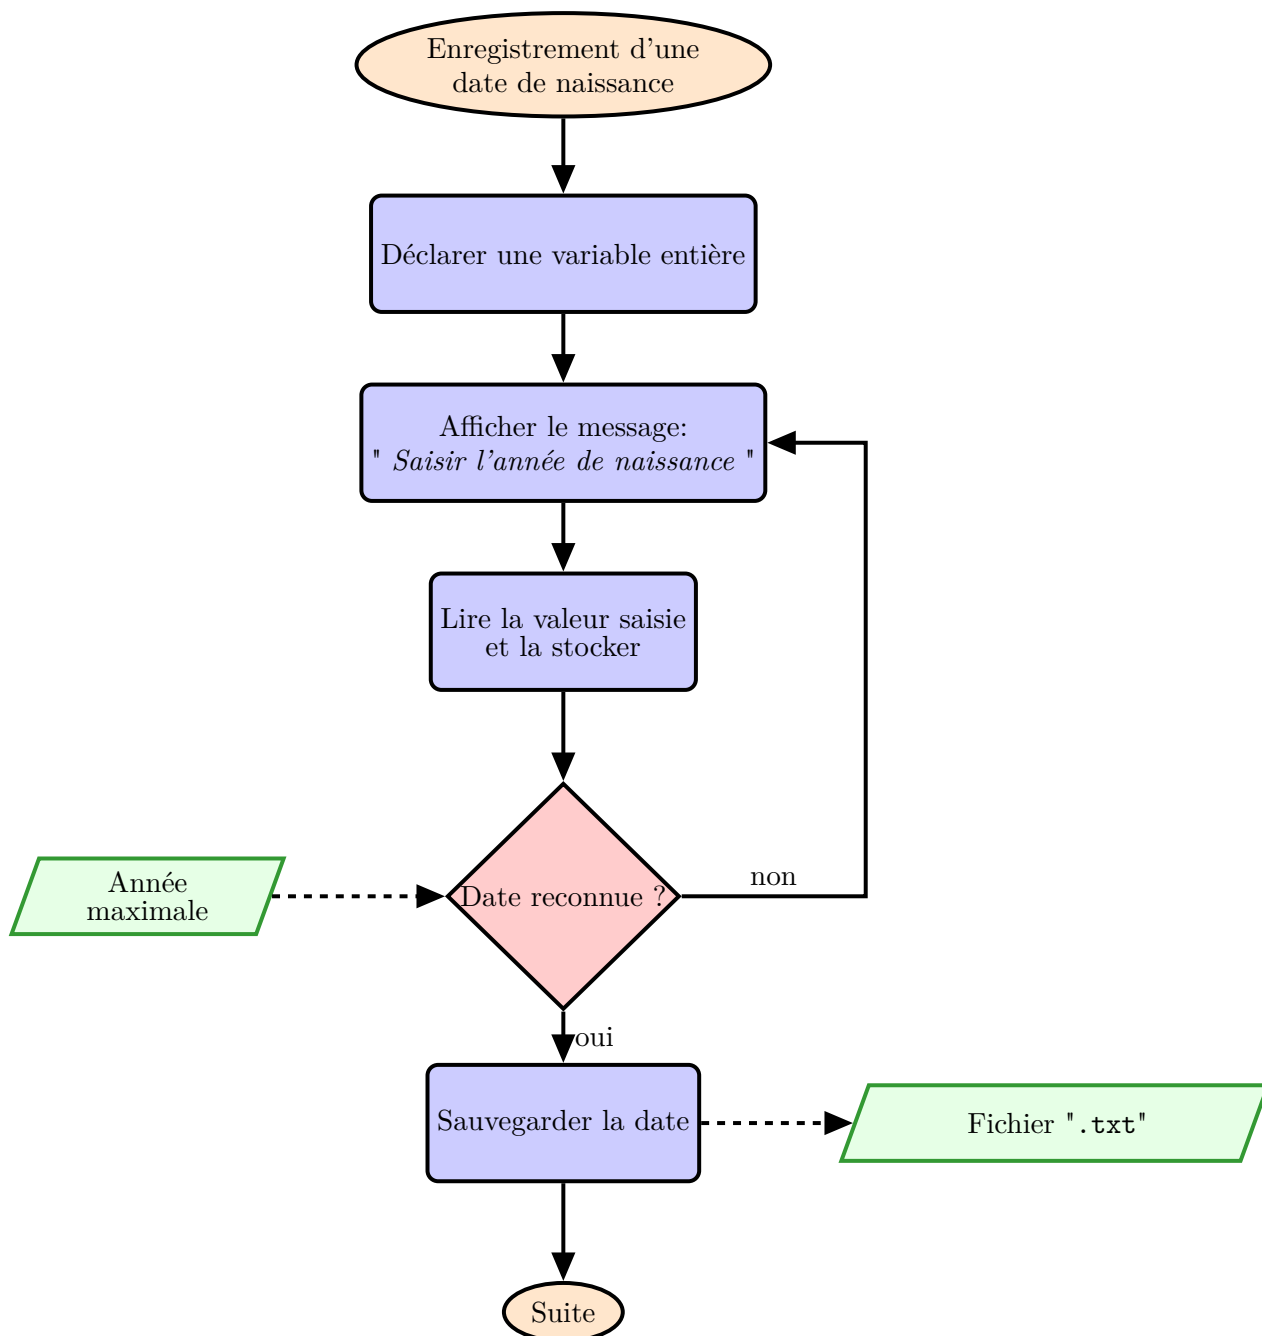 Enregistrement d'une
date de naissance
Déclarer une variable entière
Afficher le message:
" Saisir l'année de naissance "
Lire la valeur saisie
et la stocker
Année
maximale
Date reconnue ?
non
oui
Sauvegarder la date
Fichier ".txt"
Suite